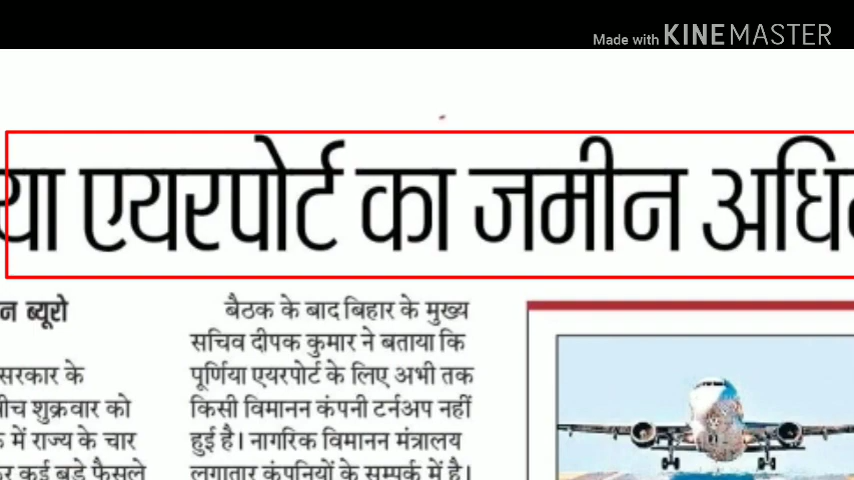 Made with KINEMASTER
या एयरपोर्ट का जमीन अधि
न ब्यूरो
सरकार के
शुक्रवार को
में राज्य के चार
कई बड़े फैसले
बैठक के बाद बिहार के मुख्य
सचिव दीपक कुमार ने बताया कि
पूर्णिया एयरपोर्ट के लिए अभी तक
किसी विमानन कंपनी टर्नअप नहीं
हुई है। नागरिक विमानन मंत्रालय
लगातार कंपनियों के सम्पर्क में है।